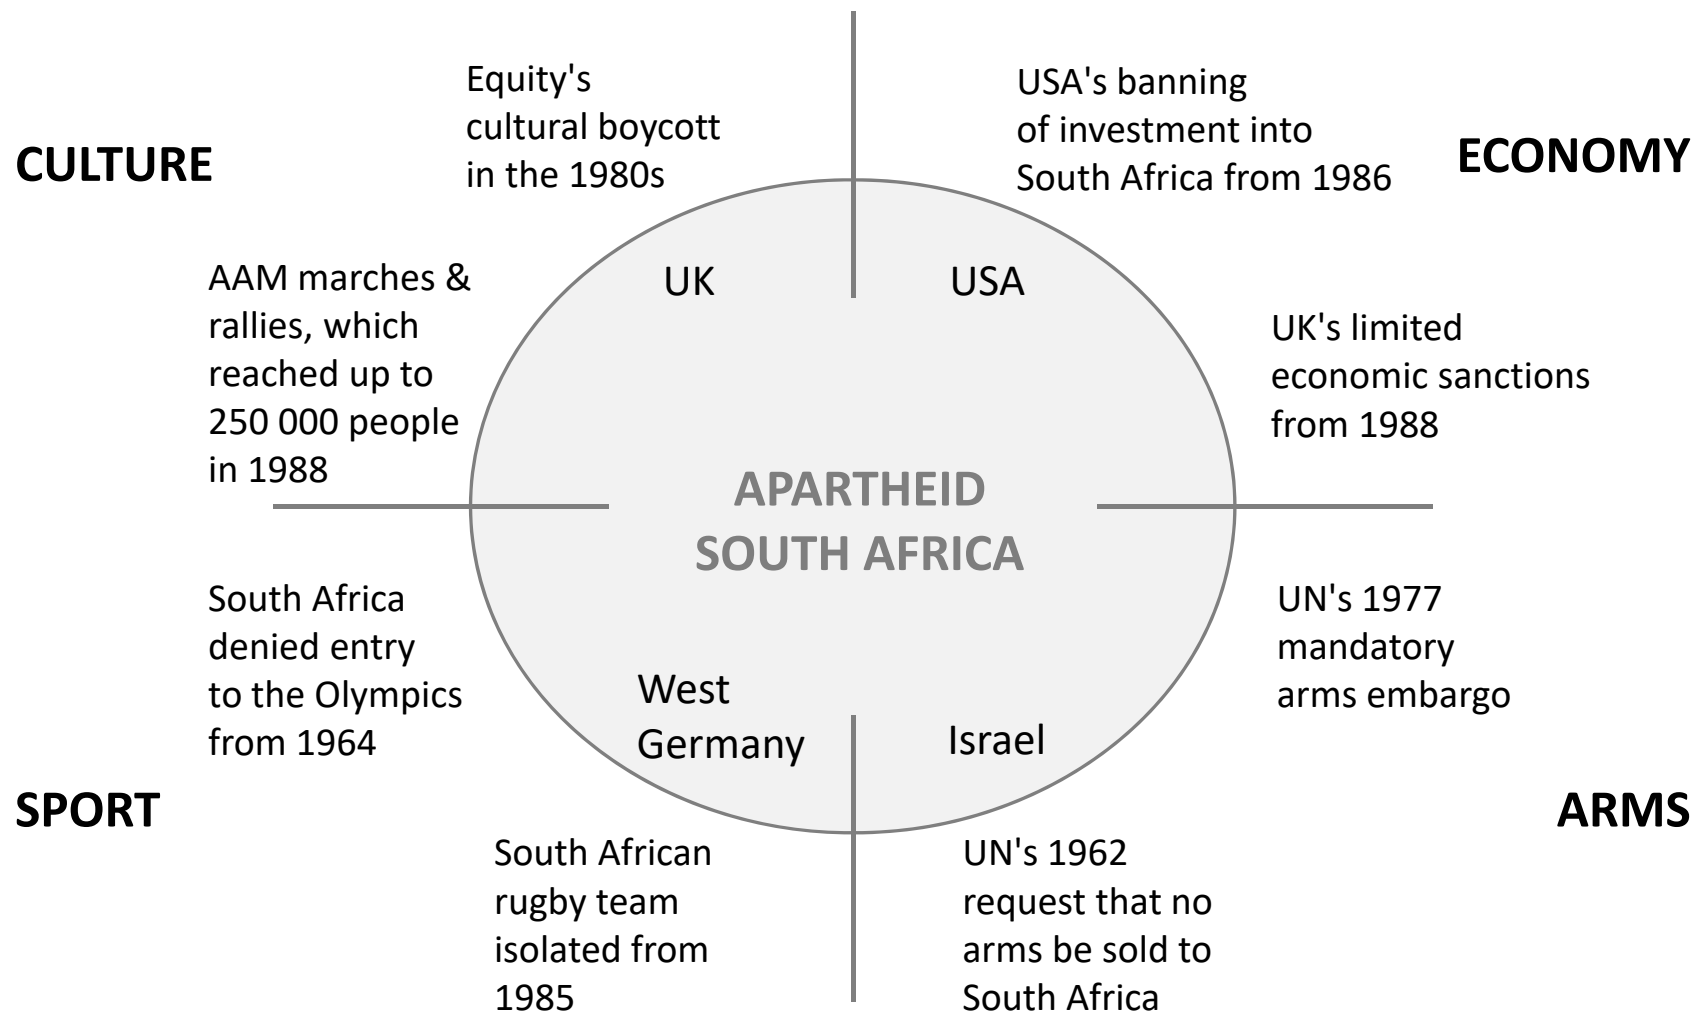 CULTURE
Equity's
cultural boycott
in the 1980s
AAM marches &
rallies, which
reached up to
250 000 people
in 1988
USA's banning
of investment into
South Africa from 1986
ECONOMY
UK's limited
economic sanctions
from 1988
UK
USA
APARTHEID
SOUTH AFRICA
West
Germany
Israel
South Africa
denied entry
to the Olympics
from 1964
SPORT
South African
rugby team
isolated from
1985
UN's 1977
mandatory
arms embargo
ARMS
UN's 1962
request that no
arms be sold to
South Africa